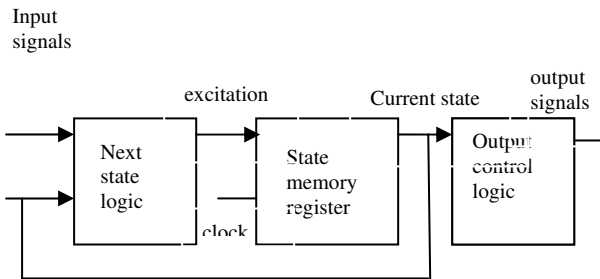 Input
signals
excitation
Current state
output
signals
Next
state
logic
State
memory
register
Output
control
logic
clock